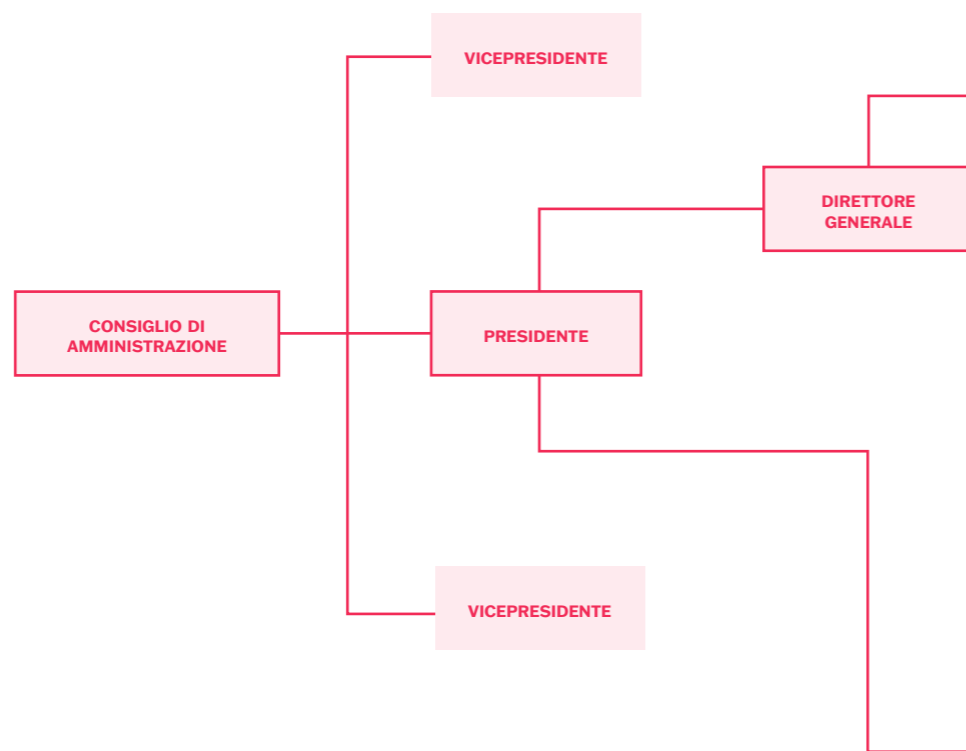 VICEPRESIDENTE
DIRETTORE
GENERALE
CONSIGLIO DI
AMMINISTRAZIONE
PRESIDENTE
VICEPRESIDENTE